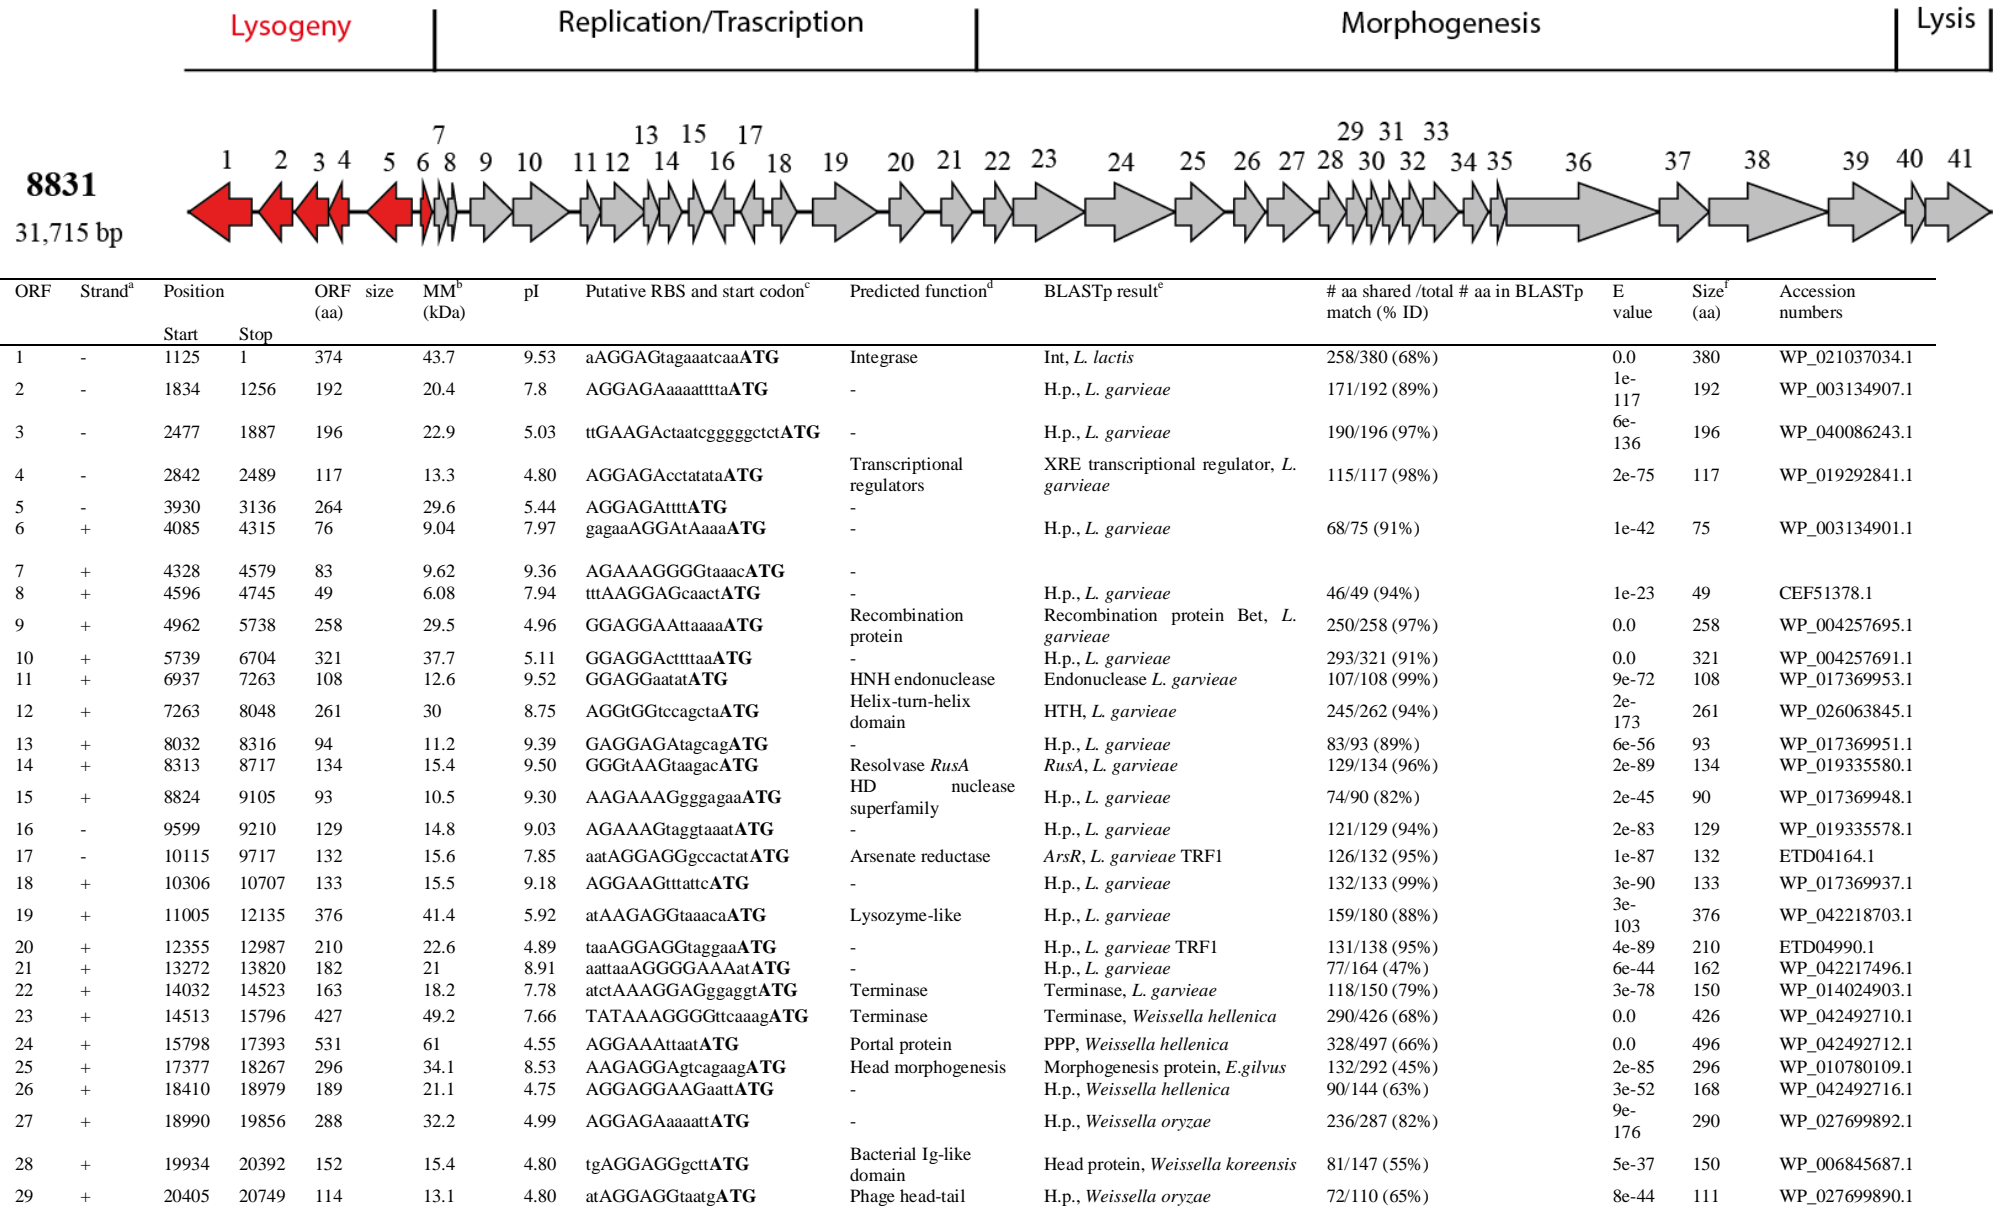 Lysogeny Replication/Trascription Morphogenesis Lysis
7 13 15 17 29 31 33
1 2 3 4 5 6 8 9 10 11 12 14 16 18 19 20 21 22 23 24 25 26 27 28 30 32 34 35 36 37 38 39 40 41
8831
31,715 bp
ORF Strand^a Position ORF size MM^b pI Putative RBS and start codon^c Predicted function^d BLASTp result^e # aa shared /total # aa in BLASTp E Size^f Accession
(aa) (kDa) match (% ID) value (aa) numbers
Start Stop
1 - 1125 1 374 43.7 9.53 aAGGAGtagaaatcaaATG Integrase Int, L. lactis 258/380 (68%) 0.0 380 WP_021037034.1
2 - 1834 1256 192 20.4 7.8 AGGAGAaaaattttaATG - H.p., L. garvieae 171/192 (89%) 1e-117 192 WP_003134907.1
3 - 2477 1887 196 22.9 5.03 ttGAAGActaatcgggggctctATG - H.p., L. garvieae 190/196 (97%) 6e-136 196 WP_040086243.1
4 - 2842 2489 117 13.3 4.80 AGGAGAcctatataATG Transcriptional regulators XRE transcriptional regulator, L. garvieae 115/117 (98%) 2e-75 117 WP_019292841.1
5 - 3930 3136 264 29.6 5.44 AGGAGAttttATG -
6 + 4085 4315 76 9.04 7.97 gagaaAGGAtAaaaATG - H.p., L. garvieae 68/75 (91%) 1e-42 75 WP_003134901.1
7 + 4328 4579 83 9.62 9.36 AGAAAGGGGtaaacATG -
8 + 4596 4745 49 6.08 7.94 tttAAGGAGcaactATG - H.p., L. garvieae 46/49 (94%) 1e-23 49 CEF51378.1
9 + 4962 5738 258 29.5 4.96 GGAGGAAttaaaaATG Recombination protein Recombination protein Bet, L. garvieae 250/258 (97%) 0.0 258 WP_004257695.1
10 + 5739 6704 321 37.7 5.11 GGAGGActtttaaATG - H.p., L. garvieae 293/321 (91%) 0.0 321 WP_004257691.1
11 + 6937 7263 108 12.6 9.52 GGAGGaatatATG HNH endonuclease Endonuclease L. garvieae 107/108 (99%) 9e-72 108 WP_017369953.1
12 + 7263 8048 261 30 8.75 AGGtGGtccagctaATG Helix-turn-helix domain HTH, L. garvieae 245/262 (94%) 2e-173 261 WP_026063845.1
13 + 8032 8316 94 11.2 9.39 GAGGAGAtagcagATG - H.p., L. garvieae 83/93 (89%) 6e-56 93 WP_017369951.1
14 + 8313 8717 134 15.4 9.50 GGGtAAGtaagacATG Resolvase RusA RusA, L. garvieae 129/134 (96%) 2e-89 134 WP_019335580.1
15 + 8824 9105 93 10.5 9.30 AAGAAAGgggagaaATG HD nuclease superfamily H.p., L. garvieae 74/90 (82%) 2e-45 90 WP_017369948.1
16 - 9599 9210 129 14.8 9.03 AGAAAGtaggtaaatATG - H.p., L. garvieae 121/129 (94%) 2e-83 129 WP_019335578.1
17 - 10115 9717 132 15.6 7.85 aatAGGAGGgccactatATG Arsenate reductase ArsR, L. garvieae TRF1 126/132 (95%) 1e-87 132 ETD04164.1
18 + 10306 10707 133 15.5 9.18 AGGAAGtttattcATG - H.p., L. garvieae 132/133 (99%) 3e-90 133 WP_017369937.1
19 + 11005 12135 376 41.4 5.92 atAAGAGGtaaacaATG Lysozyme-like H.p., L. garvieae 159/180 (88%) 3e-103 376 WP_042218703.1
20 + 12355 12987 210 22.6 4.89 taaAGGAGGtaggaaATG - H.p., L. garvieae TRF1 131/138 (95%) 4e-89 210 ETD04990.1
21 + 13272 13820 182 21 8.91 aattaaAGGGGAAAatATG - H.p., L. garvieae 77/164 (47%) 6e-44 162 WP_042217496.1
22 + 14032 14523 163 18.2 7.78 atctAAAGGAGggaggtATG Terminase Terminase, L. garvieae 118/150 (79%) 3e-78 150 WP_014024903.1
23 + 14513 15796 427 49.2 7.66 TATAAAGGGGttcaaagATG Terminase Terminase, Weissella hellenica 290/426 (68%) 0.0 426 WP_042492710.1
24 + 15798 17393 531 61 4.55 AGGAAAttaatATG Portal protein PPP, Weissella hellenica 328/497 (66%) 0.0 496 WP_042492712.1
25 + 17377 18267 296 34.1 8.53 AAGAGGAgtcagaagATG Head morphogenesis Morphogenesis protein, E.gilvus 132/292 (45%) 2e-85 296 WP_010780109.1
26 + 18410 18979 189 21.1 4.75 AGGAGGAAGaattATG - H.p., Weissella hellenica 90/144 (63%) 3e-52 168 WP_042492716.1
27 + 18990 19856 288 32.2 4.99 AGGAGAaaaattATG - H.p., Weissella oryzae 236/287 (82%) 9e-176 290 WP_027699892.1
28 + 19934 20392 152 15.4 4.80 tgAGGAGGgcttATG Bacterial Ig-like domain Head protein, Weissella koreensis 81/147 (55%) 5e-37 150 WP_006845687.1
29 + 20405 20749 114 13.1 4.80 atAGGAGGtaatgATG Phage head-tail H.p., Weissella oryzae 72/110 (65%) 8e-44 111 WP_027699890.1